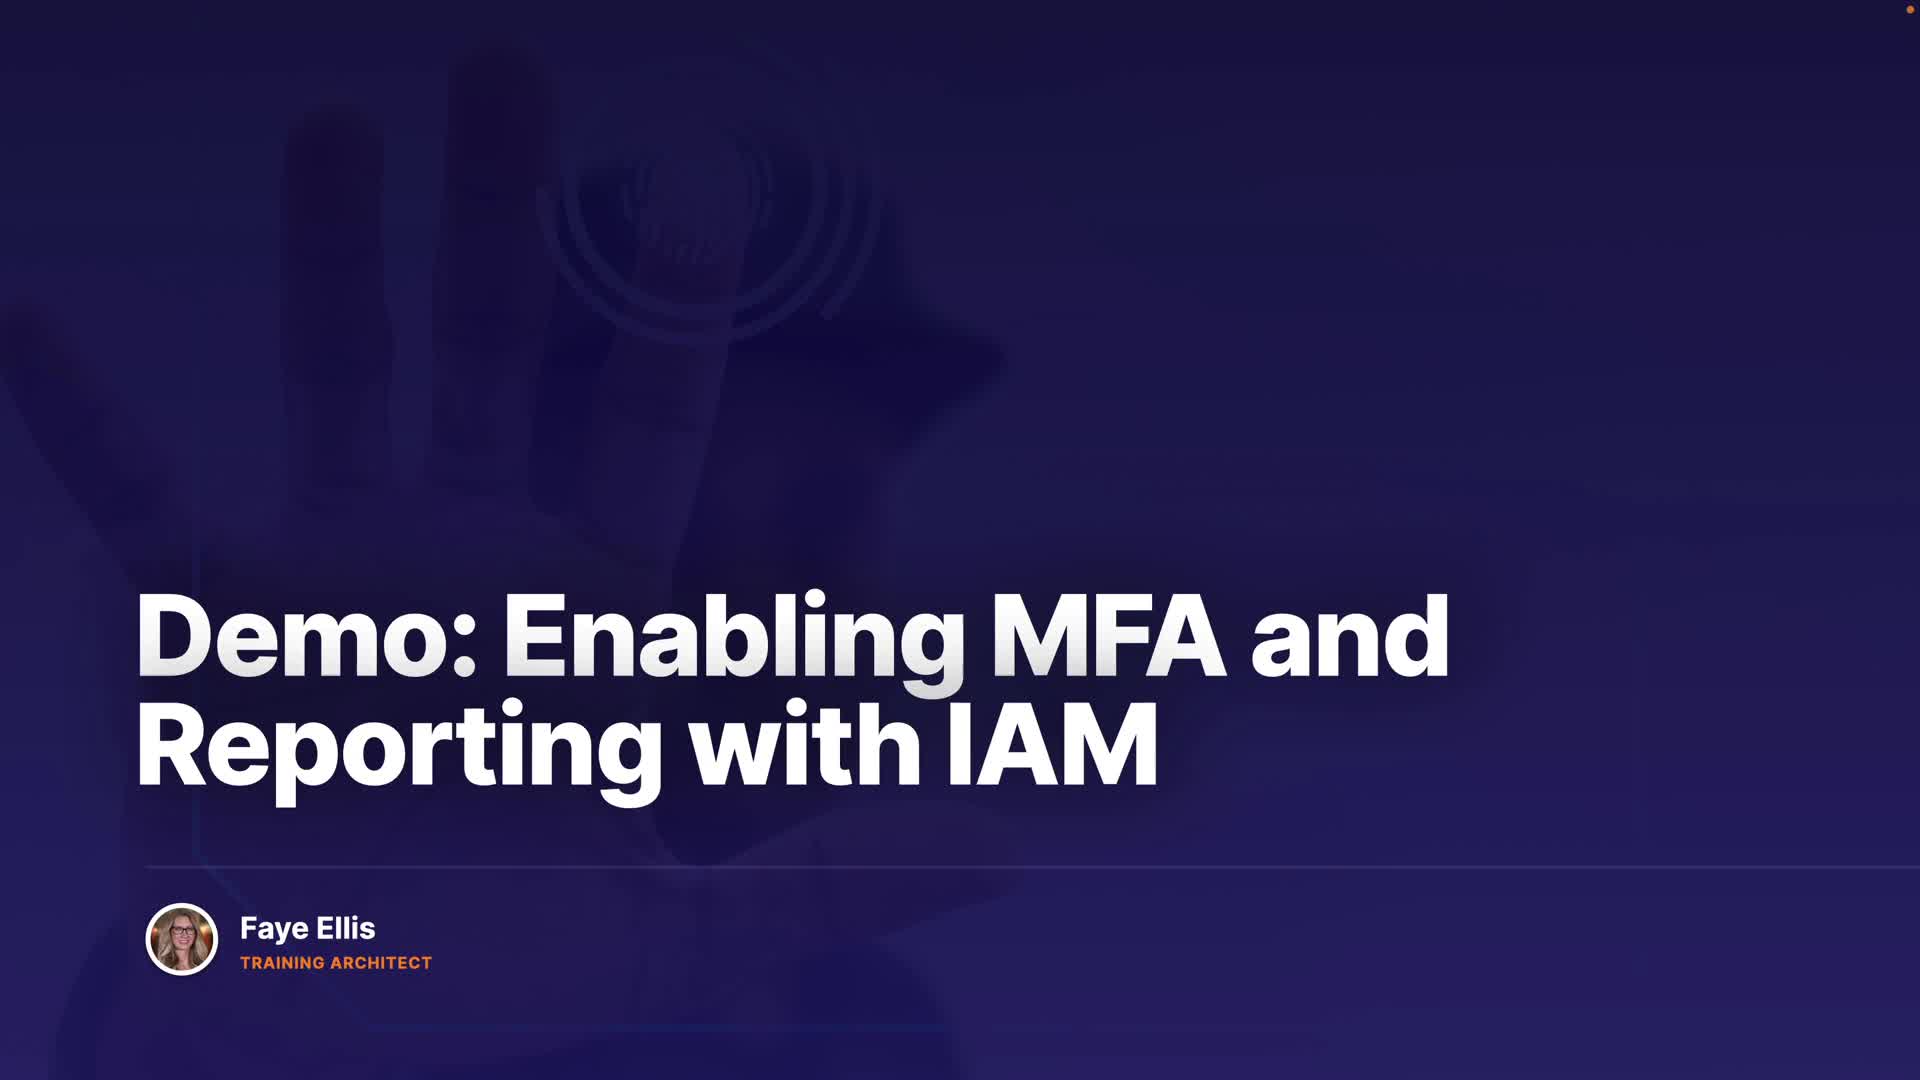 Demo: Enabling MFA and
Reporting with IAM
Faye Ellis
TRAINING ARCHITECT